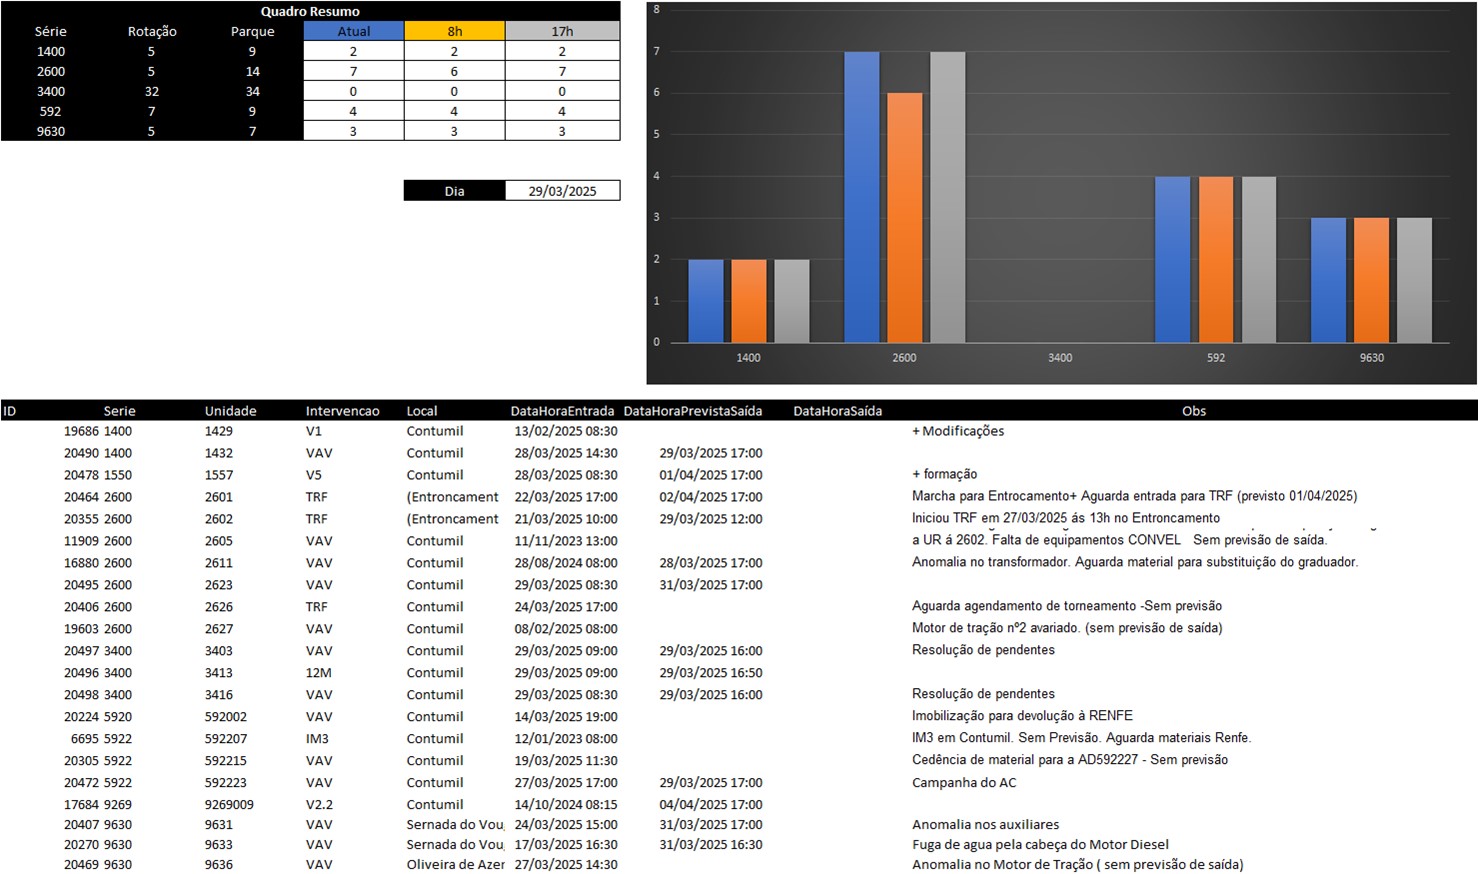 Quadro Resumo
Série Rotação Parque Atual 8h 17h
1400 5 9 2 2 2
2600 5 14 7 6 7
3400 32 34 0 0 0
592 7 9 4 4 4
9630 5 7 3 3 3
Dia 29/03/2025
8
7
6
5
4
3
2
1
0
1400 2600 3400 592 9630
ID Serie Unidade Intervencao Local DataHoraEntrada DataHoraPrevistaSaída DataHoraSaída Obs
19686 1400 1429 V1 Contumil 13/02/2025 08:30 + Modificações
20490 1400 1432 VAV Contumil 28/03/2025 14:30 29/03/2025 17:00
20478 1550 1557 V5 Contumil 28/03/2025 08:30 01/04/2025 17:00 + formação
20464 2600 2601 TRF (Entroncament 22/03/2025 17:00 02/04/2025 17:00 Marcha para Entrocamento+ Aguarda entrada para TRF (previsto 01/04/2025)
20355 2600 2602 TRF (Entroncament 21/03/2025 10:00 29/03/2025 12:00 Iniciou TRF em 27/03/2025 ás 13h no Entroncamento
11909 2600 2605 VAV Contumil 11/11/2023 13:00 a UR á 2602. Falta de equipamentos CONVEL Sem previsão de saída.
16880 2600 2611 VAV Contumil 28/08/2024 08:00 28/03/2025 17:00 Anomalia no transformador. Aguarda material para substituição do graduador.
20495 2600 2623 VAV Contumil 29/03/2025 08:30 31/03/2025 17:00
20406 2600 2626 TRF Contumil 24/03/2025 17:00 Aguarda agendamento de torneamento -Sem previsão
19603 2600 2627 VAV Contumil 08/02/2025 08:00 Motor de tração nº2 avariado. (sem previsão de saída)
20497 3400 3403 VAV Contumil 29/03/2025 09:00 29/03/2025 16:00 Resolução de pendentes
20496 3400 3413 12M Contumil 29/03/2025 09:00 29/03/2025 16:50
20498 3400 3416 VAV Contumil 29/03/2025 08:30 29/03/2025 16:00 Resolução de pendentes
20224 5920 592002 VAV Contumil 14/03/2025 19:00 Imobilização para devolução à RENFE
6695 5922 592207 IM3 Contumil 12/01/2023 08:00 IM3 em Contumil. Sem Previsão. Aguarda materiais Renfe.
20305 5922 592215 VAV Contumil 19/03/2025 11:30 Cedência de material para a AD592227 - Sem previsão
20472 5922 592223 VAV Contumil 27/03/2025 17:00 29/03/2025 17:00 Campanha do AC
17684 9269 9269009 V2.2 Contumil 14/10/2024 08:15 04/04/2025 17:00
20407 9630 9631 VAV Sernada do Vou 24/03/2025 15:00 31/03/2025 17:00 Anomalia nos auxiliares
20270 9630 9633 VAV Sernada do Vou 17/03/2025 16:30 31/03/2025 16:30 Fuga de agua pela cabeça do Motor Diesel
20469 9630 9636 VAV Oliveira de Azer 27/03/2025 14:30 Anomalia no Motor de Tração ( sem previsão de saída)